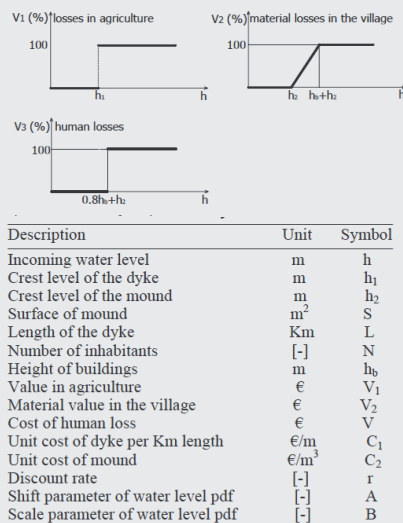 V1 (%) losses in agriculture
100
h1 h
V2 (%) material losses in the village
100
h2 hb+h2 h
V3 (%) human losses
100
0.8hb+h2 h
Description Unit Symbol
Incoming water level m h
Crest level of the dyke m h1
Crest level of the mound m h2
Surface of mound m2 S
Length of the dyke Km L
Number of inhabitants [-] N
Height of buildings m hb
Value in agriculture € V1
Material value in the village € V2
Cost of human loss € V
Unit cost of dyke per Km length €/m C1
Unit cost of mound €/m3 C2
Discount rate [-] r
Shift parameter of water level pdf [-] A
Scale parameter of water level pdf [-] B